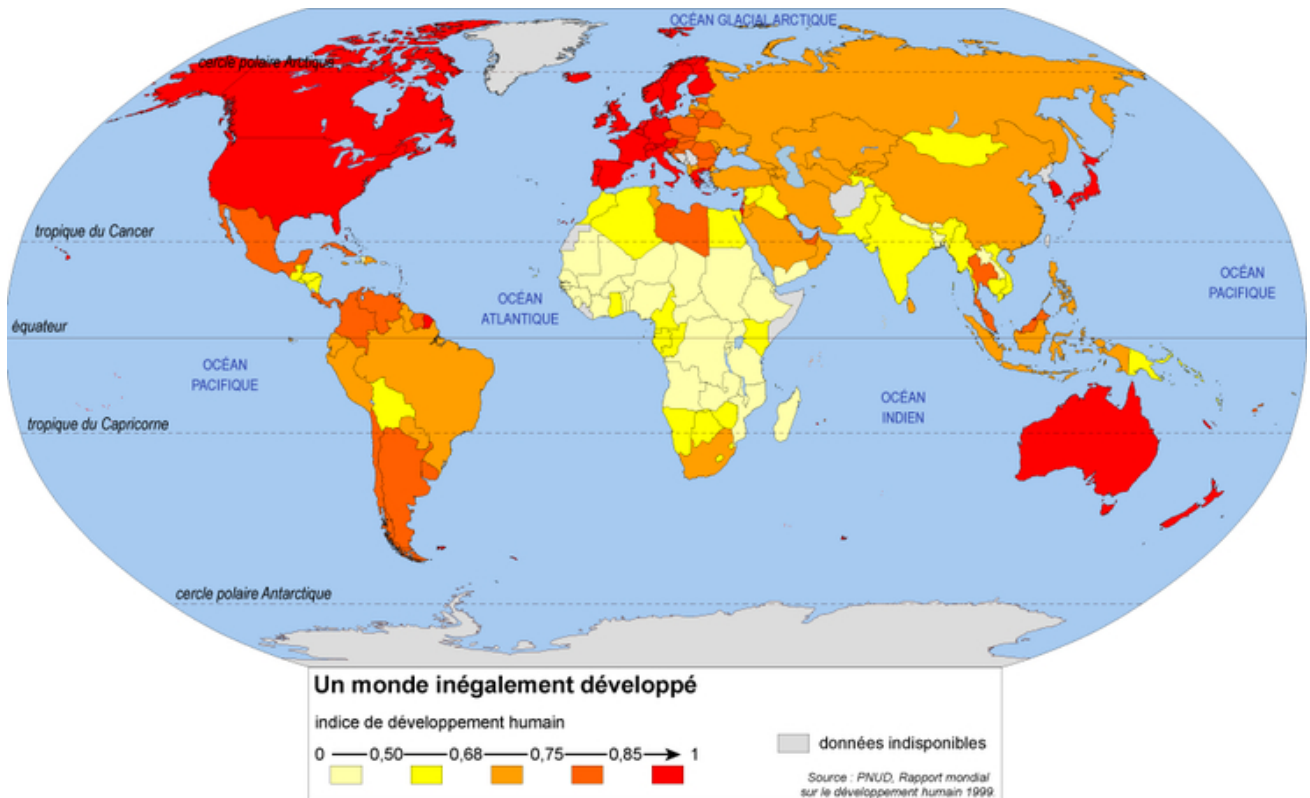 OCÉAN GLACIAL ARCTIQUE
cercle polaire Arctique
tropique du Cancer
OCÉAN
PACIFIQUE
OCÉAN
ATLANTIQUE
équateur
OCÉAN
PACIFIQUE
OCÉAN
INDIEN
tropique du Capricorne
cercle polaire Antarctique
Un monde inégalement développé
indice de développement humain
0 0,50 0,68 0,75 0,85 1
données indisponibles
Source : PNUD, Rapport mondial
sur le développement humain 1999.